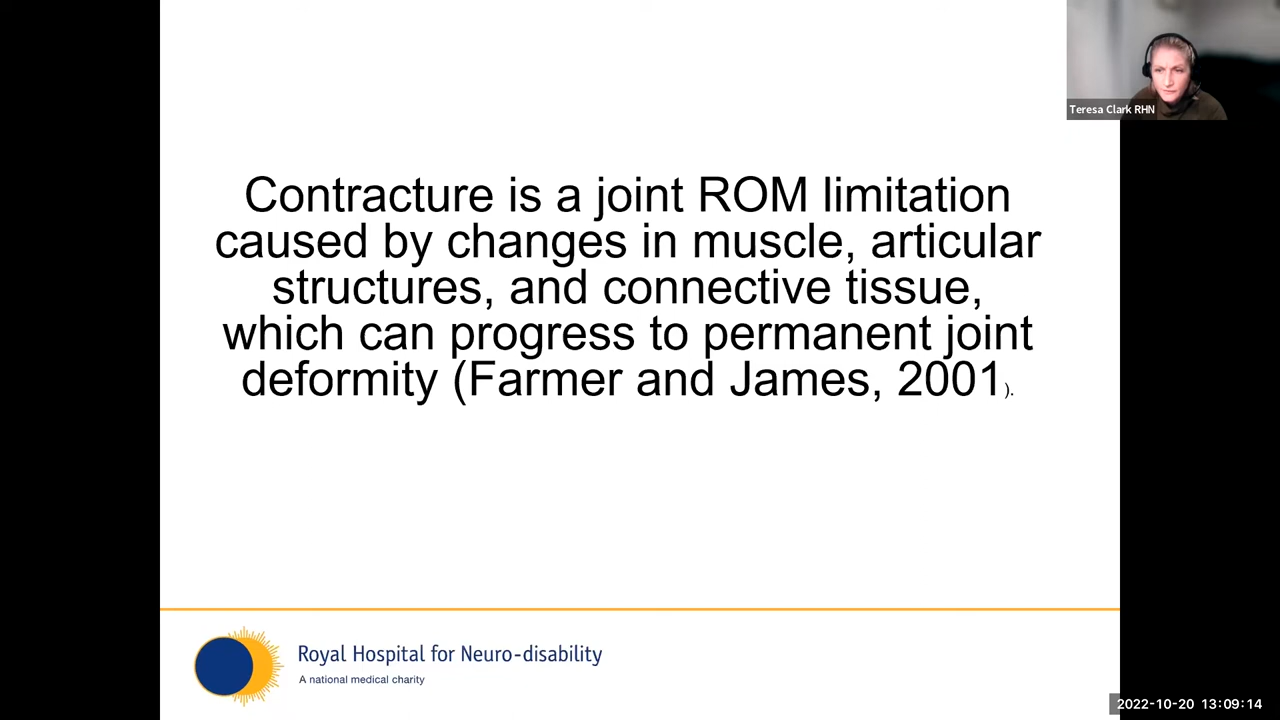 Teresa Clark RHN
Contracture is a joint ROM limitation
caused by changes in muscle, articular
structures, and connective tissue,
which can progress to permanent joint
deformity (Farmer and James, 2001).
Royal Hospital for Neuro-disability
A national medical charity
2022-10-20 13:09:14